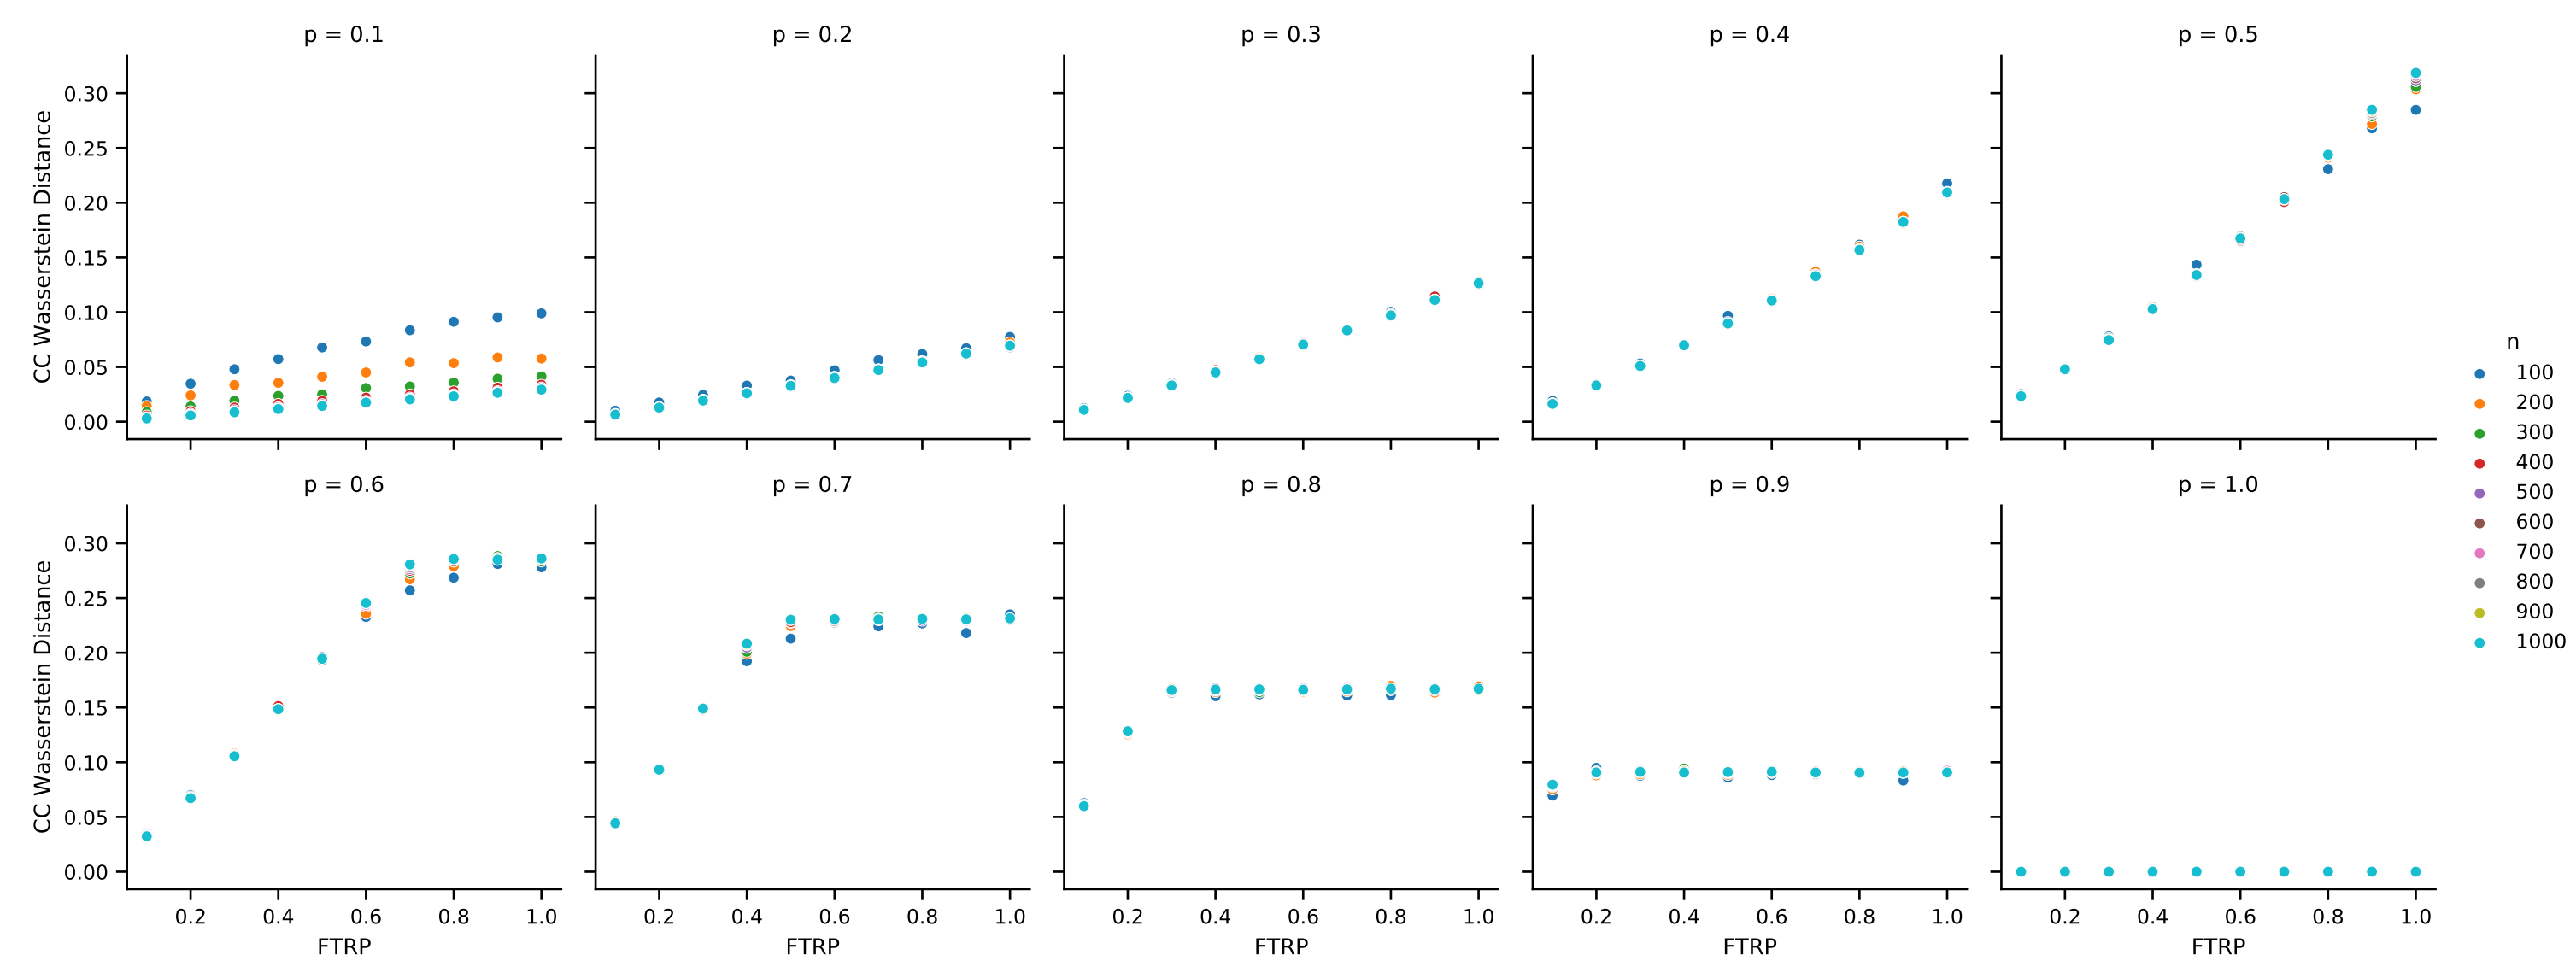 p = 0.1
p = 0.2
p = 0.3
p = 0.4
p = 0.5
0.30
0.25
0.20
0.15
0.10
0.05
0.00
CC Wasserstein Distance
p = 0.6
p = 0.7
p = 0.8
p = 0.9
p = 1.0
0.30
0.25
0.20
0.15
0.10
0.05
0.00
CC Wasserstein Distance
0.2 0.4 0.6 0.8 1.0
0.2 0.4 0.6 0.8 1.0
0.2 0.4 0.6 0.8 1.0
0.2 0.4 0.6 0.8 1.0
0.2 0.4 0.6 0.8 1.0
FTRP
FTRP
FTRP
FTRP
FTRP
n
100
200
300
400
500
600
700
800
900
1000